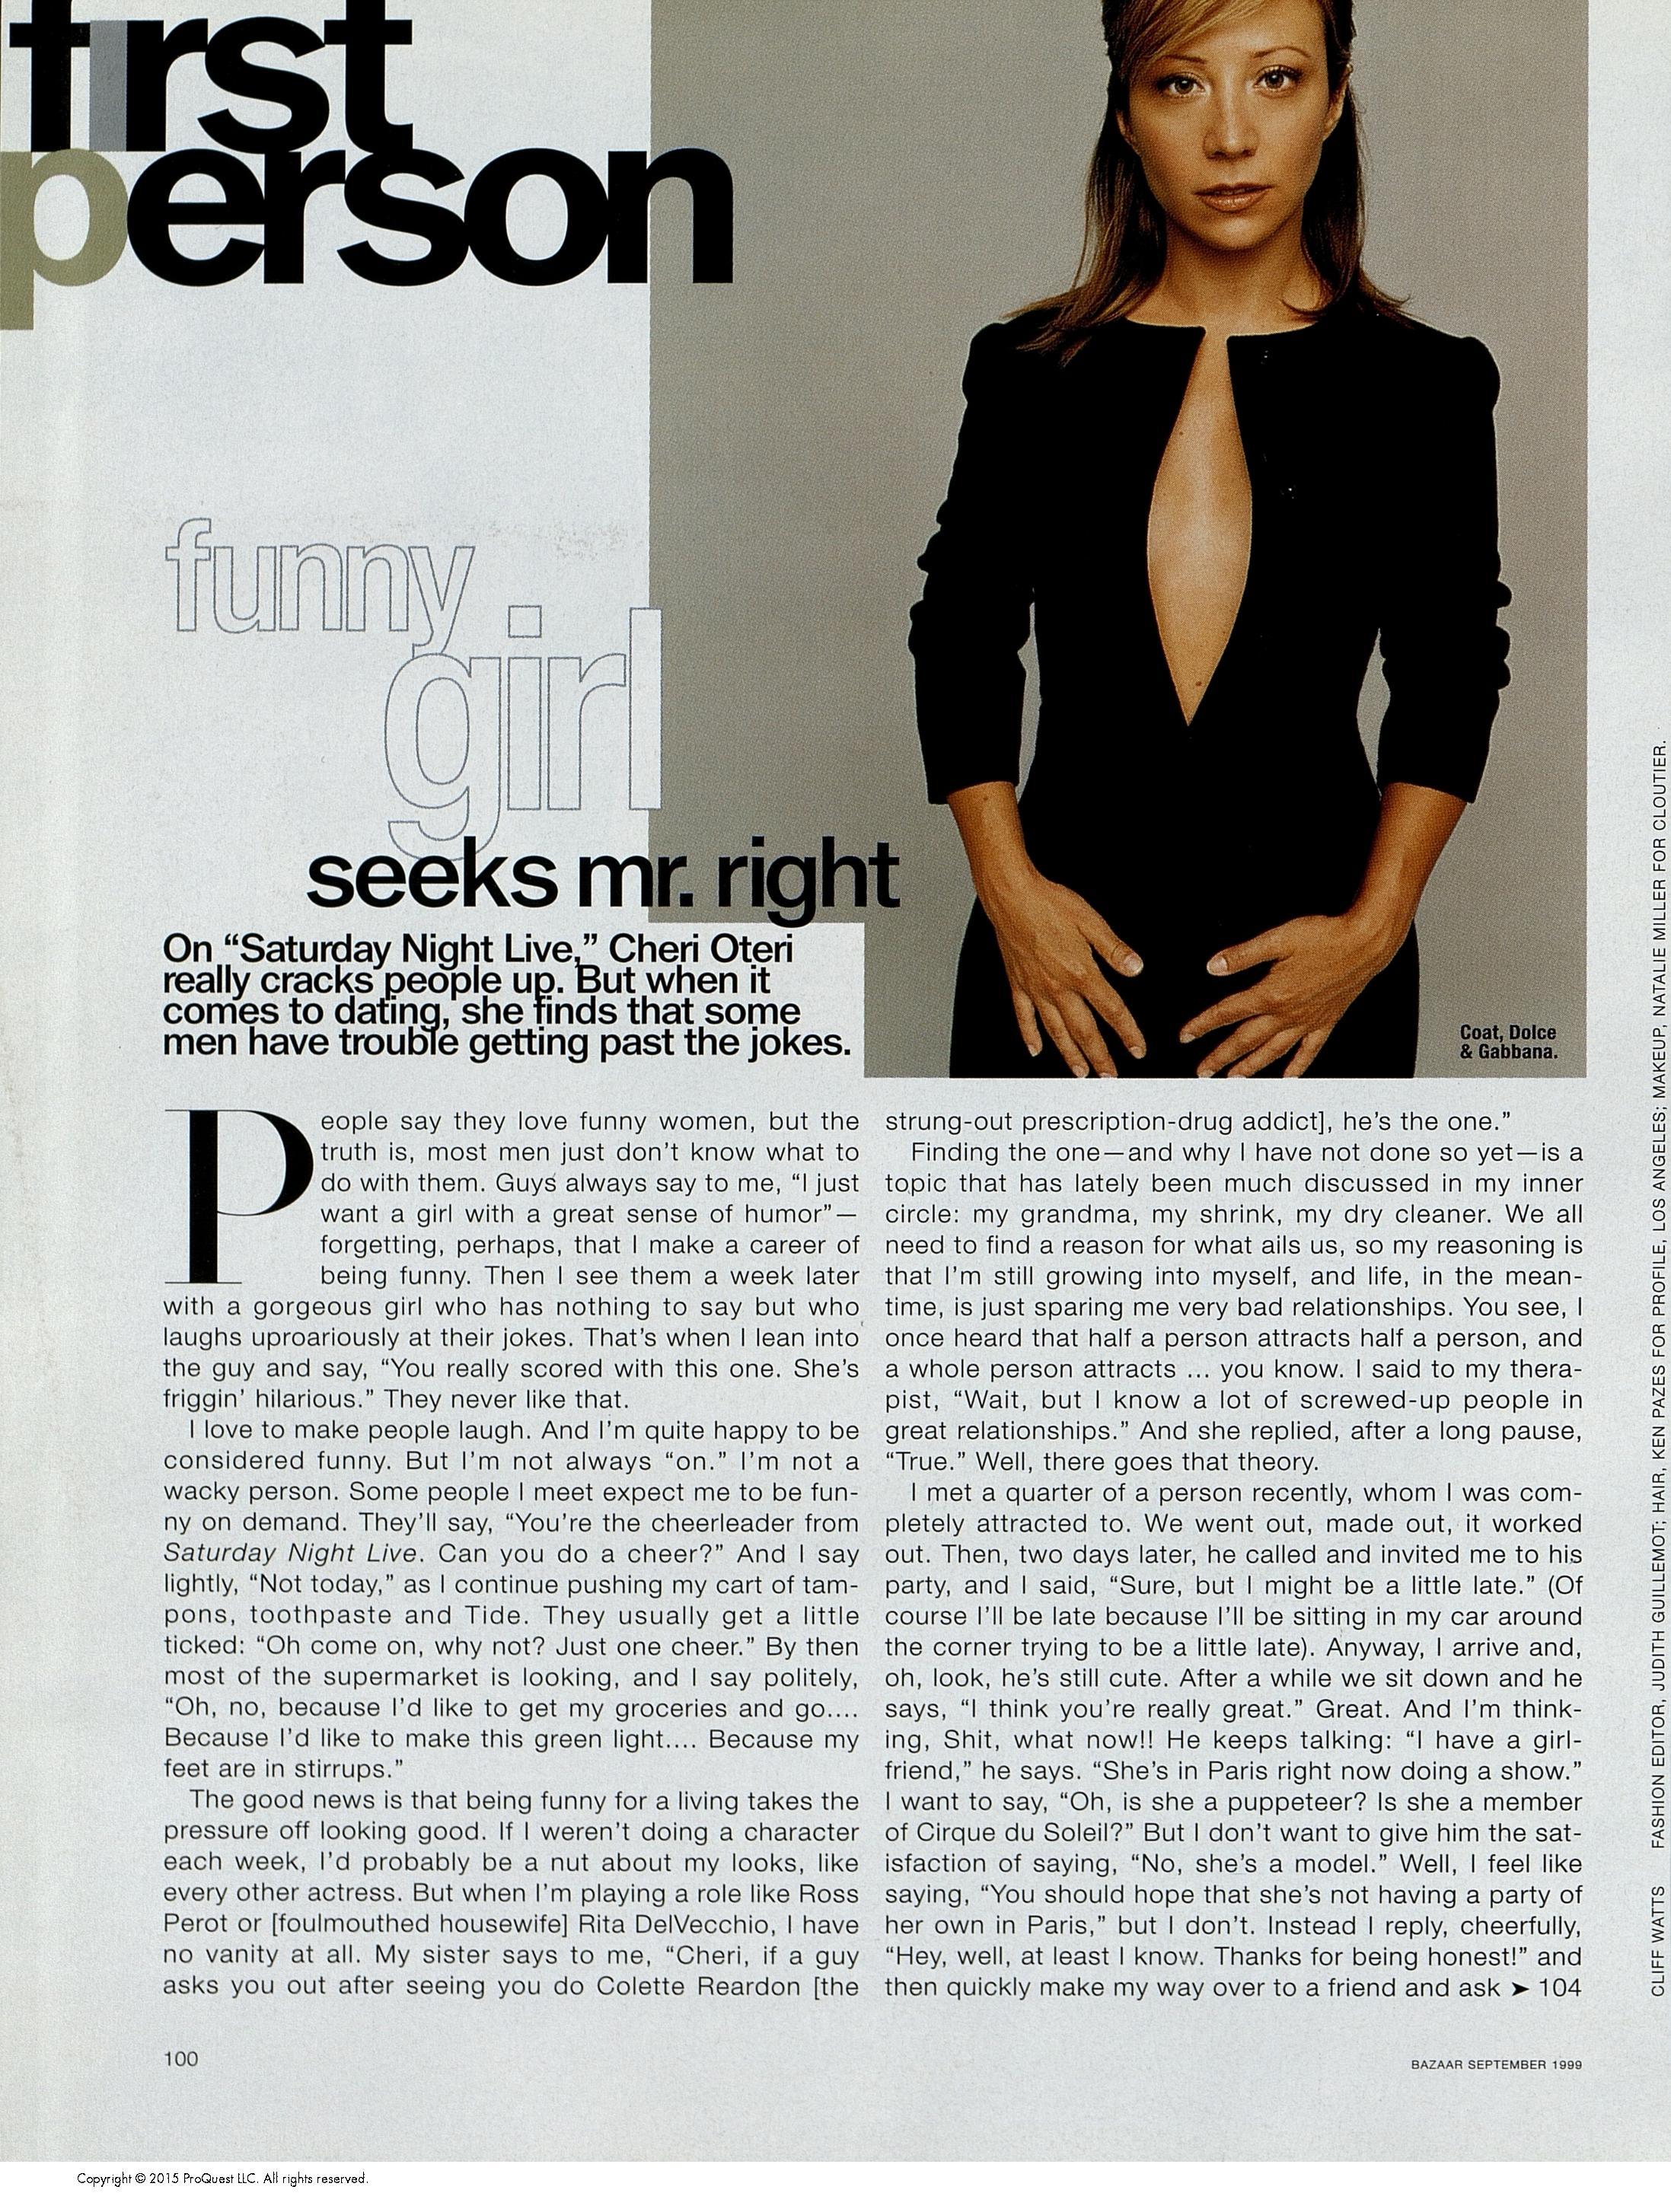 first
person
funny
girl
seeks mr. right
On “Saturday Night Live,” Cheri Oteri
really cracks people up. But when it
comes to dating, she finds that some
men have trouble getting past the jokes.
Coat, Dolce
& Gabbana.
People say they love funny women, but the
truth is, most men just don’t know what to
do with them. Guys always say to me, “I just
want a girl with a great sense of humor”—
forgetting, perhaps, that I make a career of
being funny. Then I see them a week later
with a gorgeous girl who has nothing to say but who
laughs uproariously at their jokes. That’s when I lean into
the guy and say, “You really scored with this one. She’s
friggin’ hilarious.” They never like that.
I love to make people laugh. And I’m quite happy to be
considered funny. But I’m not always “on.” I’m not a
wacky person. Some people I meet expect me to be fun-
ny on demand. They’ll say, “You’re the cheerleader from
Saturday Night Live. Can you do a cheer?” And I say
lightly, “Not today,” as I continue pushing my cart of tam-
pons, toothpaste and Tide. They usually get a little
ticked: “Oh come on, why not? Just one cheer.” By then
most of the supermarket is looking, and I say politely,
“Oh, no, because I’d like to get my groceries and go....
Because I’d like to make this green light.... Because my
feet are in stirrups.”
The good news is that being funny for a living takes the
pressure off looking good. If I weren’t doing a character
each week, I’d probably be a nut about my looks, like
every other actress. But when I’m playing a role like Ross
Perot or [foulmouthed housewife] Rita DelVecchio, I have
no vanity at all. My sister says to me, “Cheri, if a guy
asks you out after seeing you do Colette Reardon [the
strung-out prescription-drug addict], he’s the one.”
Finding the one—and why I have not done so yet—is a
topic that has lately been much discussed in my inner
circle: my grandma, my shrink, my dry cleaner. We all
need to find a reason for what ails us, so my reasoning is
that I’m still growing into myself, and life, in the mean-
time, is just sparing me very bad relationships. You see, I
once heard that half a person attracts half a person, and
a whole person attracts ... you know. I said to my thera-
pist, “Wait, but I know a lot of screwed-up people in
great relationships.” And she replied, after a long pause,
“True.” Well, there goes that theory.
I met a quarter of a person recently, whom I was com-
pletely attracted to. We went out, made out, it worked
out. Then, two days later, he called and invited me to his
party, and I said, “Sure, but I might be a little late.” (Of
course I’ll be late because I’ll be sitting in my car around
the corner trying to be a little late). Anyway, I arrive and,
oh, look, he’s still cute. After a while we sit down and he
says, “I think you’re really great.” Great. And I’m think-
ing, Shit, what now!! He keeps talking: “I have a girl-
friend,” he says. “She’s in Paris right now doing a show.”
I want to say, “Oh, is she a puppeteer? Is she a member
of Cirque du Soleil?” But I don’t want to give him the sat-
isfaction of saying, “No, she’s a model.” Well, I feel like
saying, “You should hope that she’s not having a party of
her own in Paris,” but I don’t. Instead I reply, cheerfully,
“Hey, well, at least I know. Thanks for being honest!” and
then quickly make my way over to a friend and ask ➤ 104
CLIFF WATTS FASHION EDITOR, JUDITH GUILLEMOT; HAIR, KEN PAZES FOR PROFILE, LOS ANGELES; MAKEUP, NATALIE MILLER FOR CLOUTIER.
100
BAZAAR SEPTEMBER 1999
Copyright © 2015 ProQuest LLC. All rights reserved.